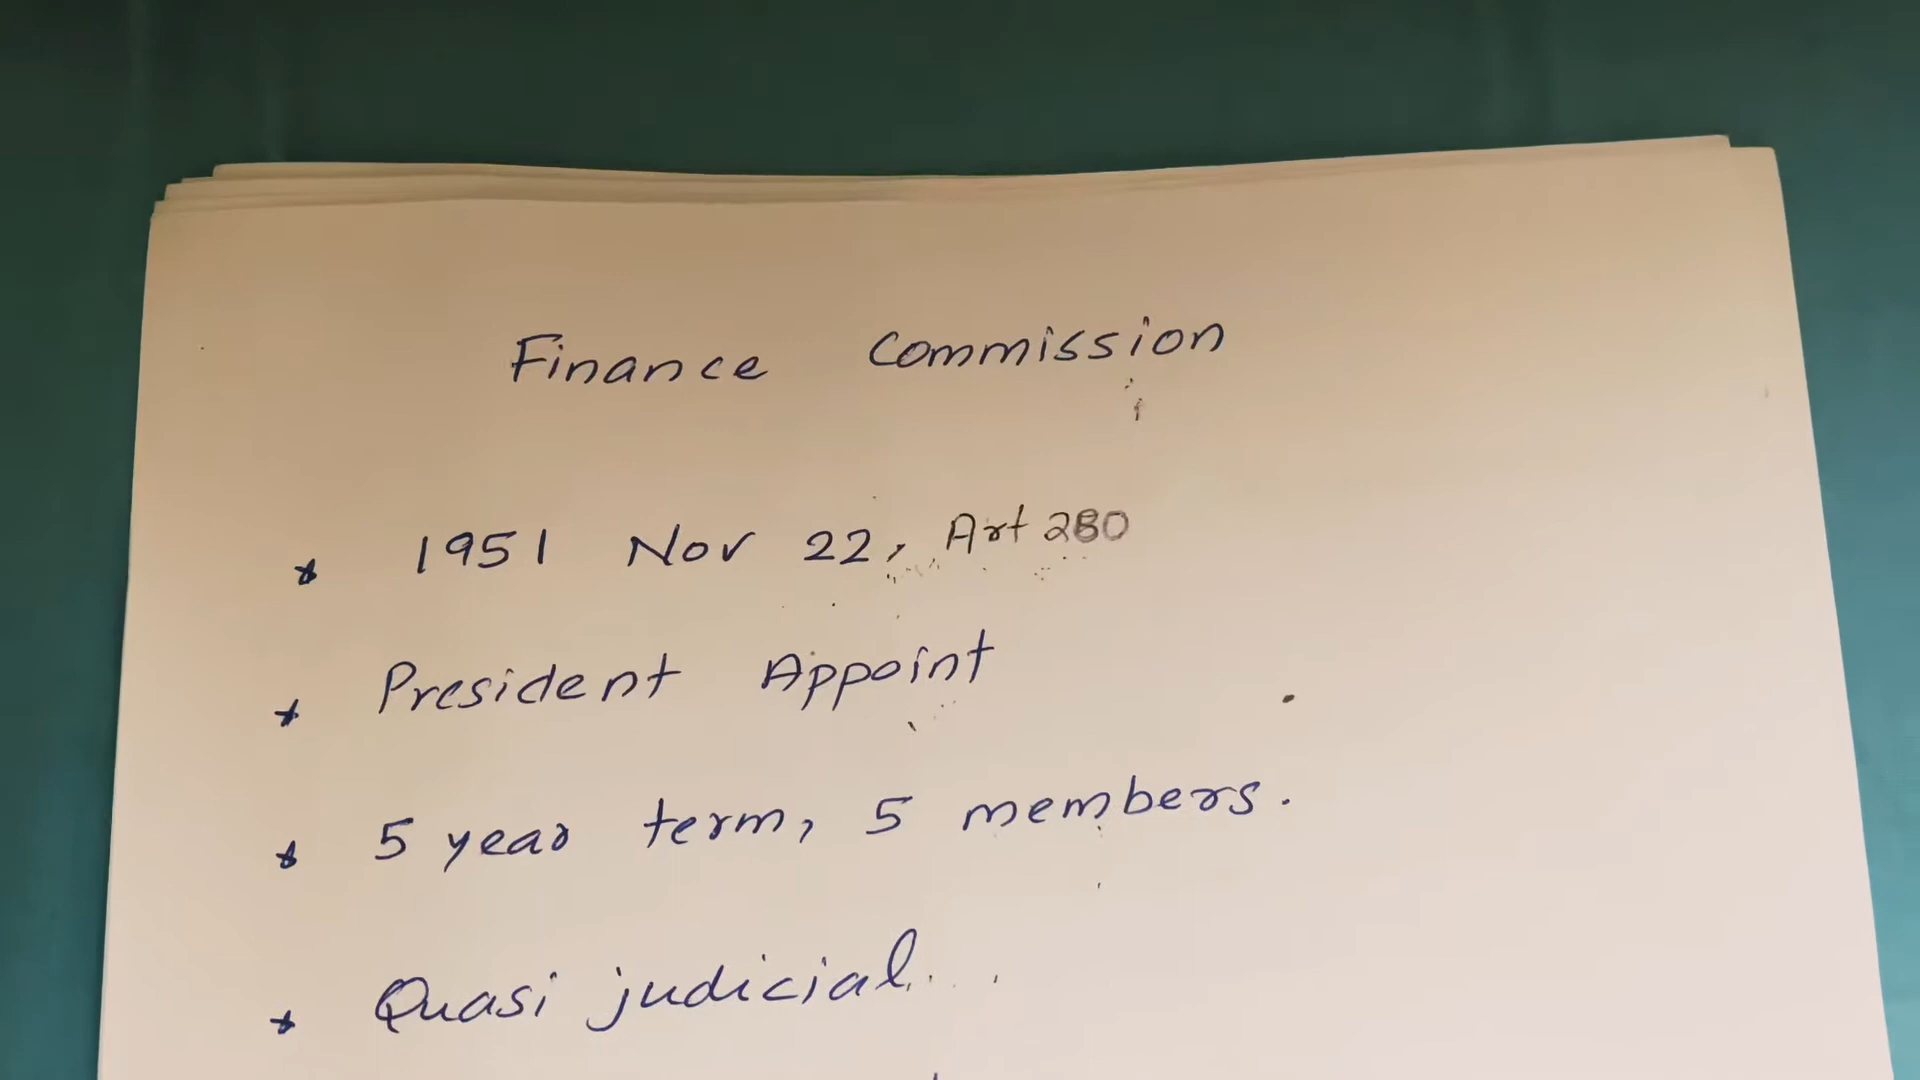 Finance Commission
* 1951 Nov 22, Art 280
* President Appoint
* 5 year term, 5 members.
* Quasi judicial.